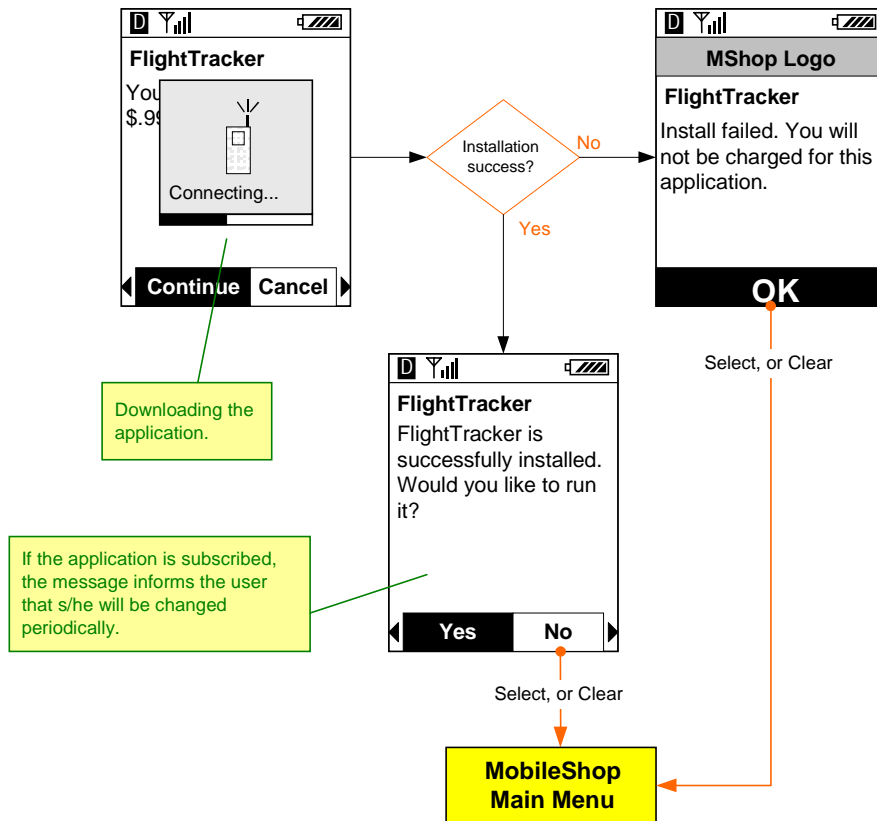 D
FlightTracker
You
$.99
Connecting...
Continue Cancel
Downloading the
application.
Installation
success?
No
Yes
D
MShop Logo
FlightTracker
Install failed. You will
not be charged for this
application.
OK
Select, or Clear
D
FlightTracker
FlightTracker is
successfully installed.
Would you like to run
it?
Yes No
If the application is subscribed,
the message informs the user
that s/he will be changed
periodically.
Select, or Clear
MobileShop
Main Menu